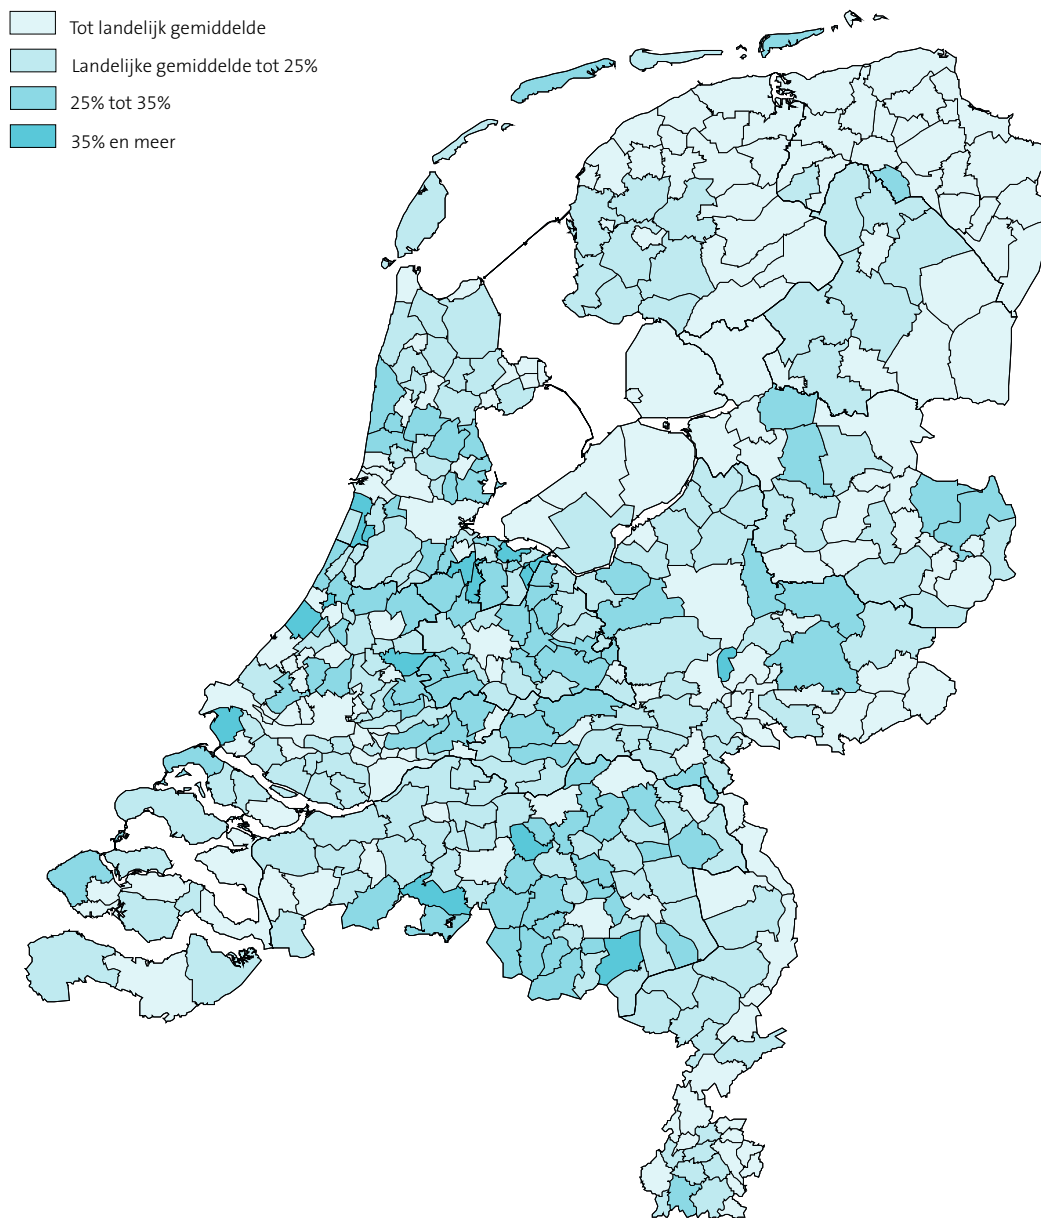 Tot landelijk gemiddelde
Landelijke gemiddelde tot 25%
25% tot 35%
35% en meer